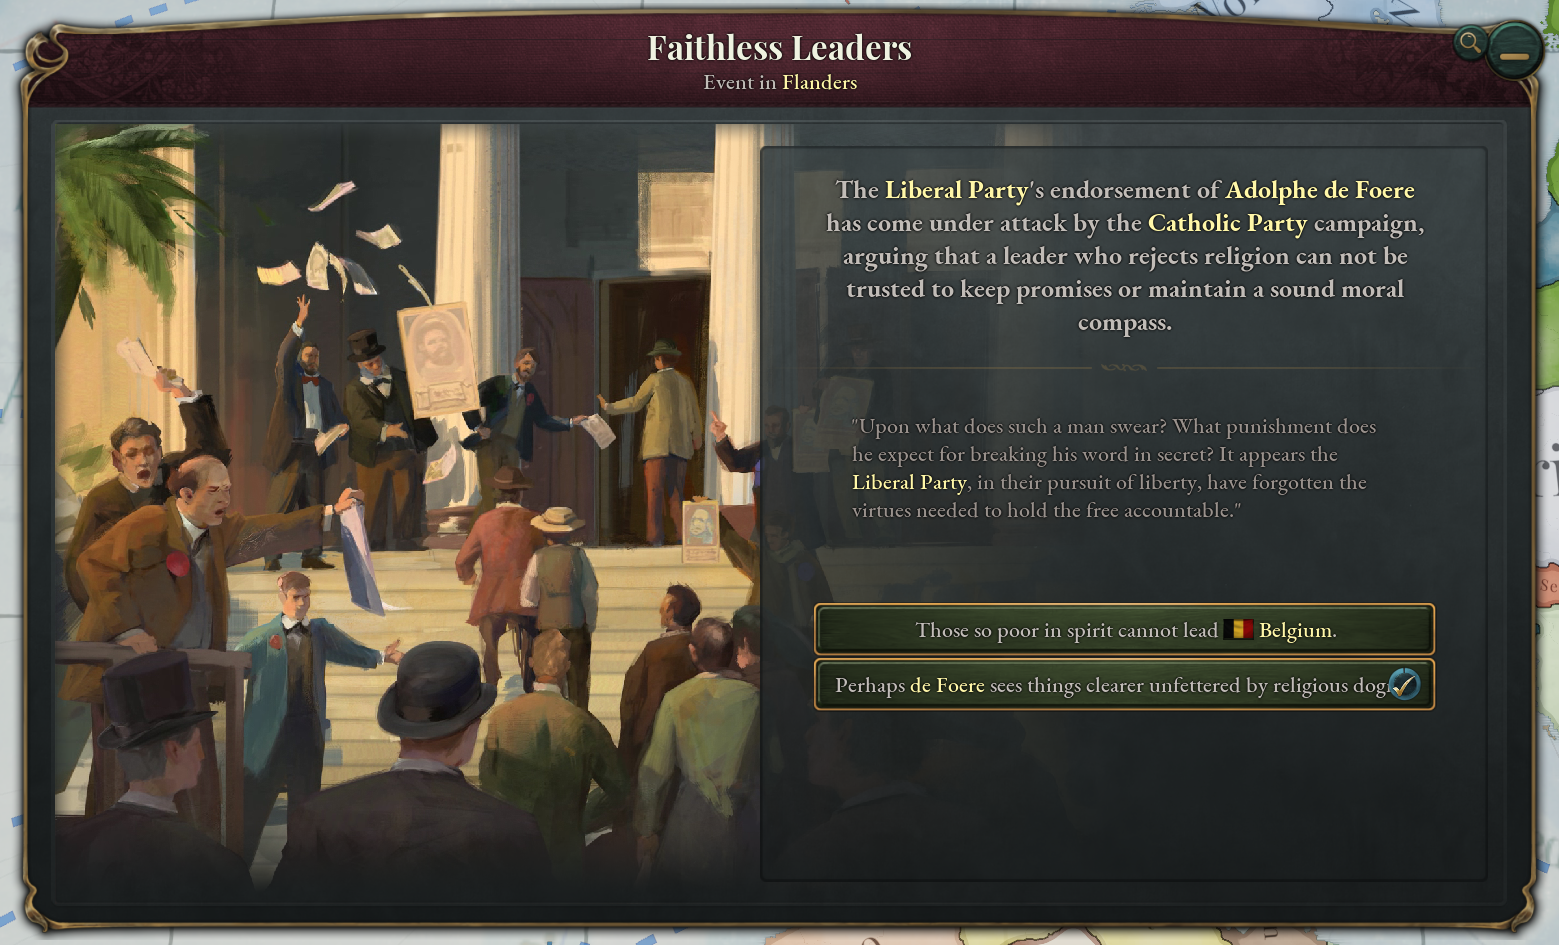 Faithless Leaders
Event in Flanders
The Liberal Party's endorsement of Adolphe de Foere
has come under attack by the Catholic Party campaign,
arguing that a leader who rejects religion can not be
trusted to keep promises or maintain a sound moral
compass.
"Upon what does such a man swear? What punishment does
he expect for breaking his word in secret? It appears the
Liberal Party, in their pursuit of liberty, have forgotten the
virtues needed to hold the free accountable."
Those so poor in spirit cannot lead Belgium.
Perhaps de Foere sees things clearer unfettered by religious